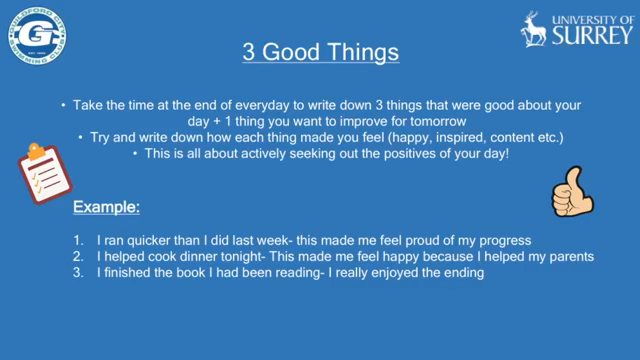 GUILDFORD CITY
G
SWIMMING CLUB
UNIVERSITY OF
SURREY
3 Good Things
• Take the time at the end of everyday to write down 3 things that were good about your
day + 1 thing you want to improve for tomorrow
• Try and write down how each thing made you feel (happy, inspired, content etc.)
• This is all about actively seeking out the positives of your day!
Example:
1. I ran quicker than I did last week- this made me feel proud of my progress
2. I helped cook dinner tonight- This made me feel happy because I helped my parents
3. I finished the book I had been reading- I really enjoyed the ending